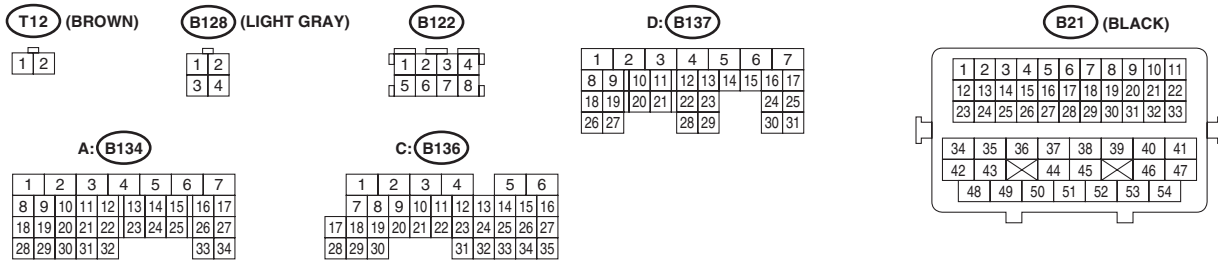 T12 (BROWN)
1 2
B128 (LIGHT GRAY)
1 2
3 4
B122
1 2 3 4
5 6 7 8
D: B137
1 2 3 4 5 6 7
8 9 10 11 12 13 14 15 16 17
18 19 20 21 22 23 24 25
26 27 28 29 30 31
B21 (BLACK)
1 2 3 4 5 6 7 8 9 10 11
12 13 14 15 16 17 18 19 20 21 22
23 24 25 26 27 28 29 30 31 32 33
34 35 36 37 38 39 40 41
42 43 44 45 46 47
48 49 50 51 52 53 54
A: B134
1 2 3 4 5 6 7
8 9 10 11 12 13 14 15 16 17
18 19 20 21 22 23 24 25 26 27
28 29 30 31 32 33 34
C: B136
1 2 3 4 5 6
7 8 9 10 11 12 13 14 15 16
17 18 19 20 21 22 23 24 25 26 27
28 29 30 31 32 33 34 35